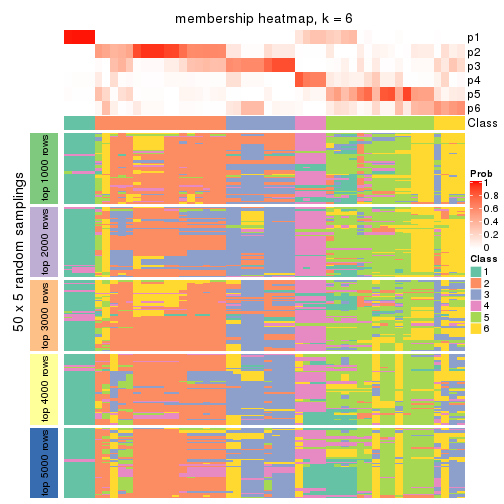 membership heatmap, k = 6
p1
p2
p3
p4
p5
p6
Class
50 x 5 random samplings
top 1000 rows
top 2000 rows
top 3000 rows
top 4000 rows
top 5000 rows
Prob
1
0.8
0.6
0.4
0.2
0
Class
1
2
3
4
5
6